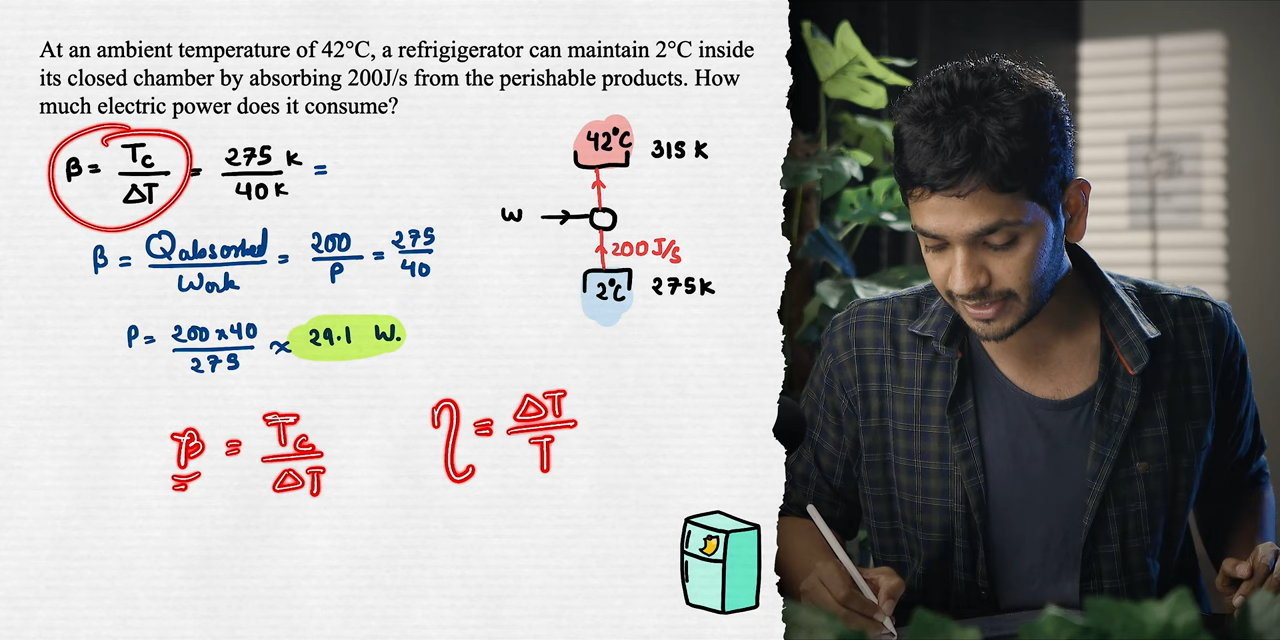 At an ambient temperature of 42°C, a refrigigerator can maintain 2°C inside
its closed chamber by absorbing 200J/s from the perishable products. How
much electric power does it consume?
β = Tc/ΔT = 275 K/40 K =
β = Qabsorbed/Work = 200/P = 275/40
P = 200×40/275 ≈ 29.1 W.
β = Tc/ΔT
η = ΔT/T
42°C 315 K
W
200J/s
2°C 275K